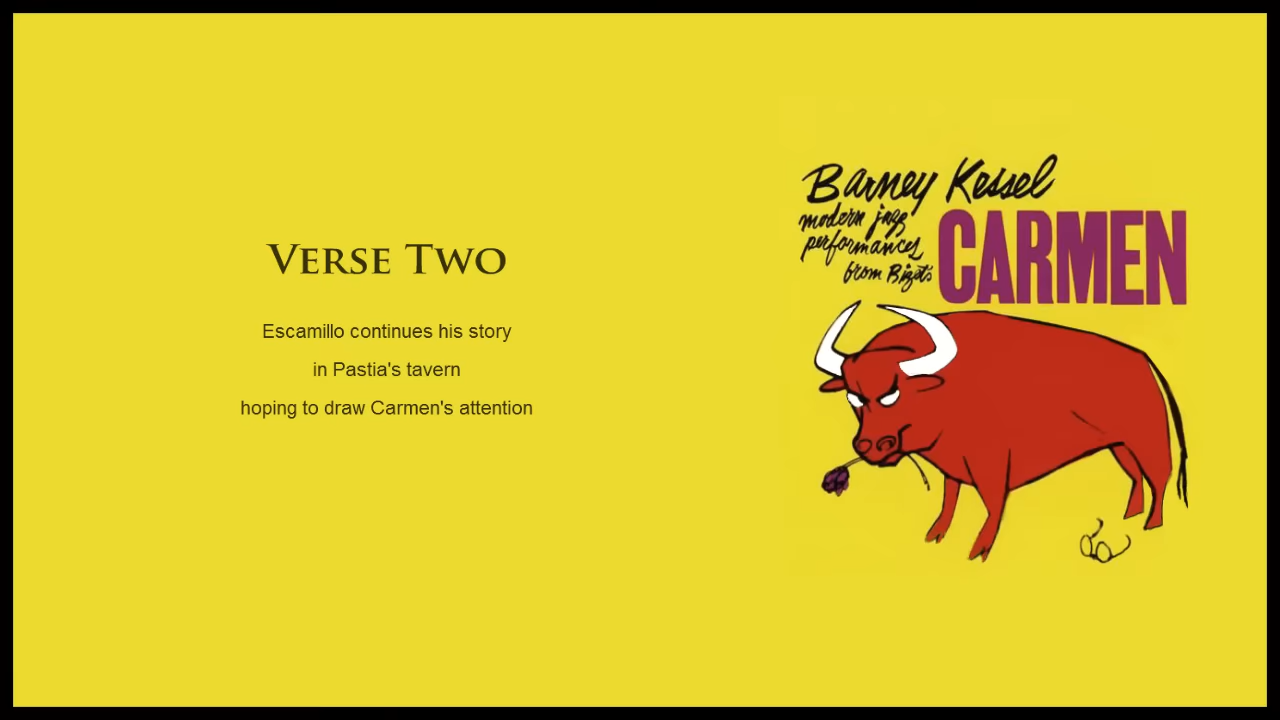 VERSE TWO
Escamillo continues his story
in Pastia's tavern
hoping to draw Carmen's attention
Barney Kessel
modern jazz
performances
from Bizet's
CARMEN